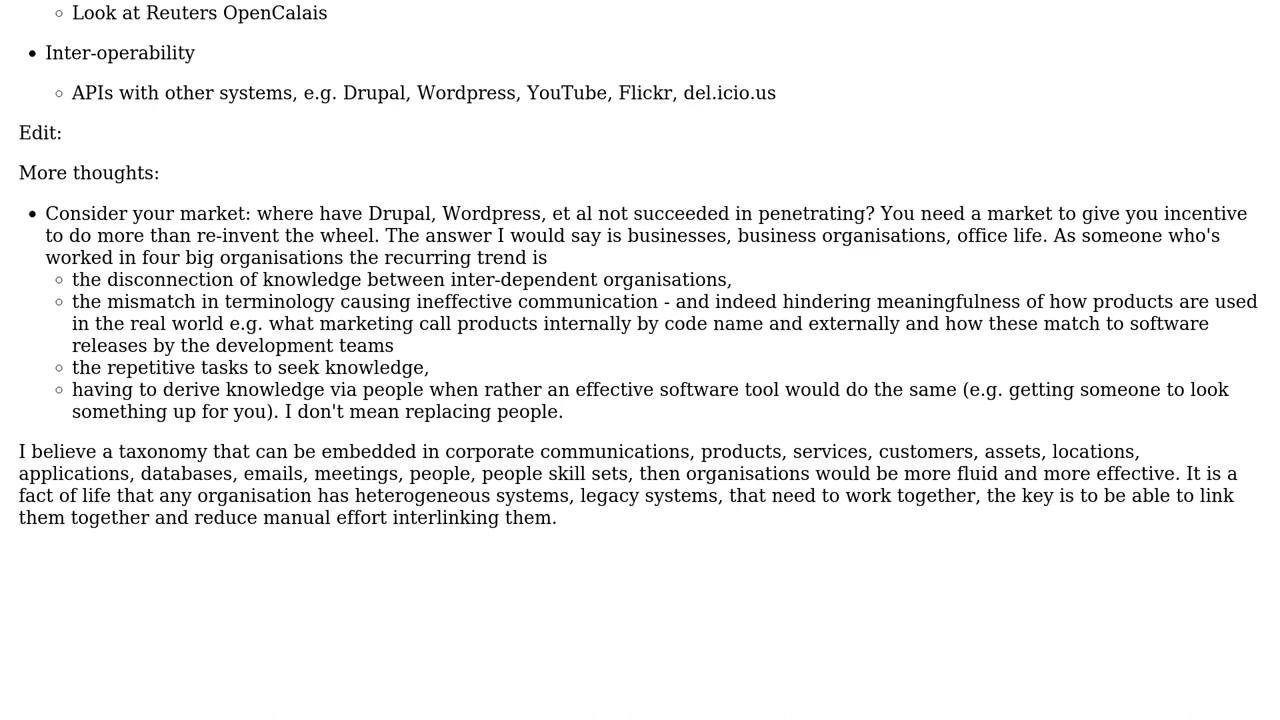 Look at Reuters OpenCalais
Inter-operability
APIs with other systems, e.g. Drupal, Wordpress, YouTube, Flickr, del.icio.us
Edit:
More thoughts:
Consider your market: where have Drupal, Wordpress, et al not succeeded in penetrating? You need a market to give you incentive
to do more than re-invent the wheel. The answer I would say is businesses, business organisations, office life. As someone who's
worked in four big organisations the recurring trend is
the disconnection of knowledge between inter-dependent organisations,
the mismatch in terminology causing ineffective communication - and indeed hindering meaningfulness of how products are used
in the real world e.g. what marketing call products internally by code name and externally and how these match to software
releases by the development teams
the repetitive tasks to seek knowledge,
having to derive knowledge via people when rather an effective software tool would do the same (e.g. getting someone to look
something up for you). I don't mean replacing people.
I believe a taxonomy that can be embedded in corporate communications, products, services, customers, assets, locations,
applications, databases, emails, meetings, people, people skill sets, then organisations would be more fluid and more effective. It is a
fact of life that any organisation has heterogeneous systems, legacy systems, that need to work together, the key is to be able to link
them together and reduce manual effort interlinking them.